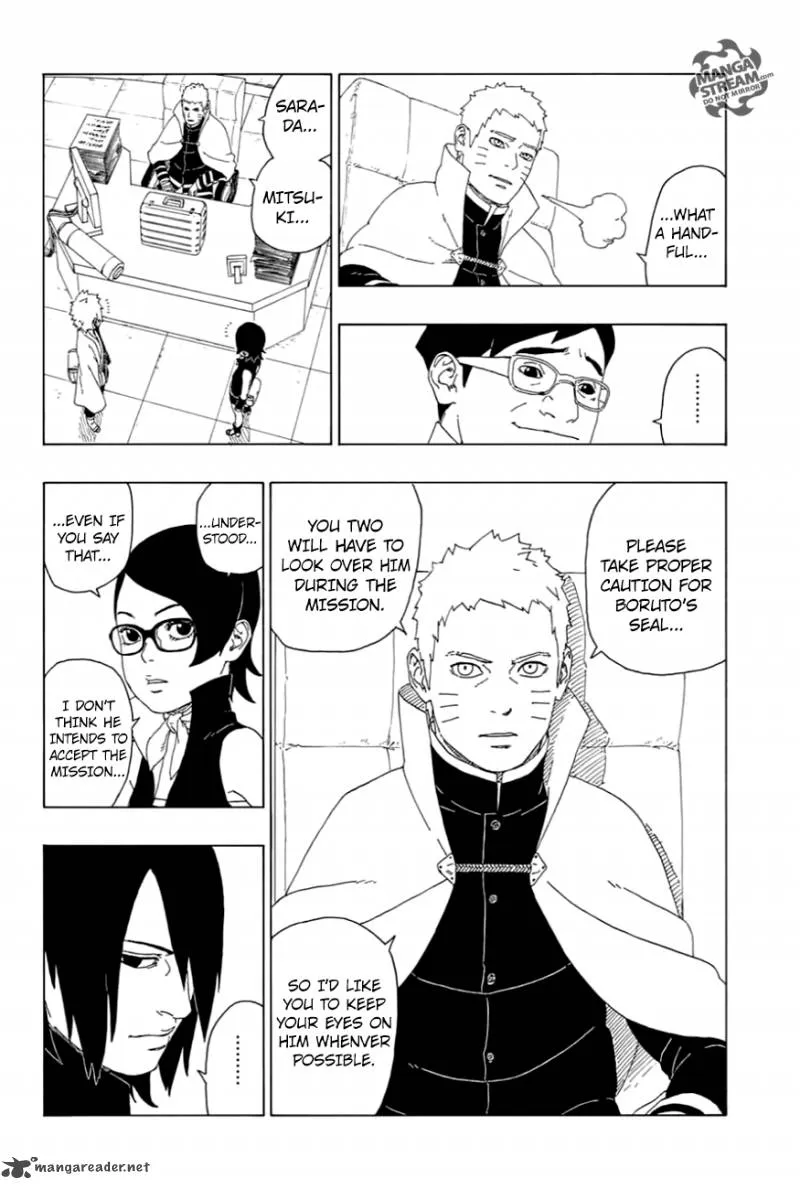 MANGA
STREAM.com
DO NOT MIRROR
...WHAT
A HAND-
FUL...
SARA-
DA...
MITSU-
KI...
.........
PLEASE
TAKE PROPER
CAUTION FOR
BORUTO'S
SEAL...
YOU TWO
WILL HAVE TO
LOOK OVER HIM
DURING THE
MISSION.
SO I'D LIKE
YOU TO KEEP
YOUR EYES ON
HIM WHENVER
POSSIBLE.
...UNDER-
STOOD...
...EVEN IF
YOU SAY
THAT...
I DON'T
THINK HE
INTENDS TO
ACCEPT THE
MISSION...
.........
mangareader.net